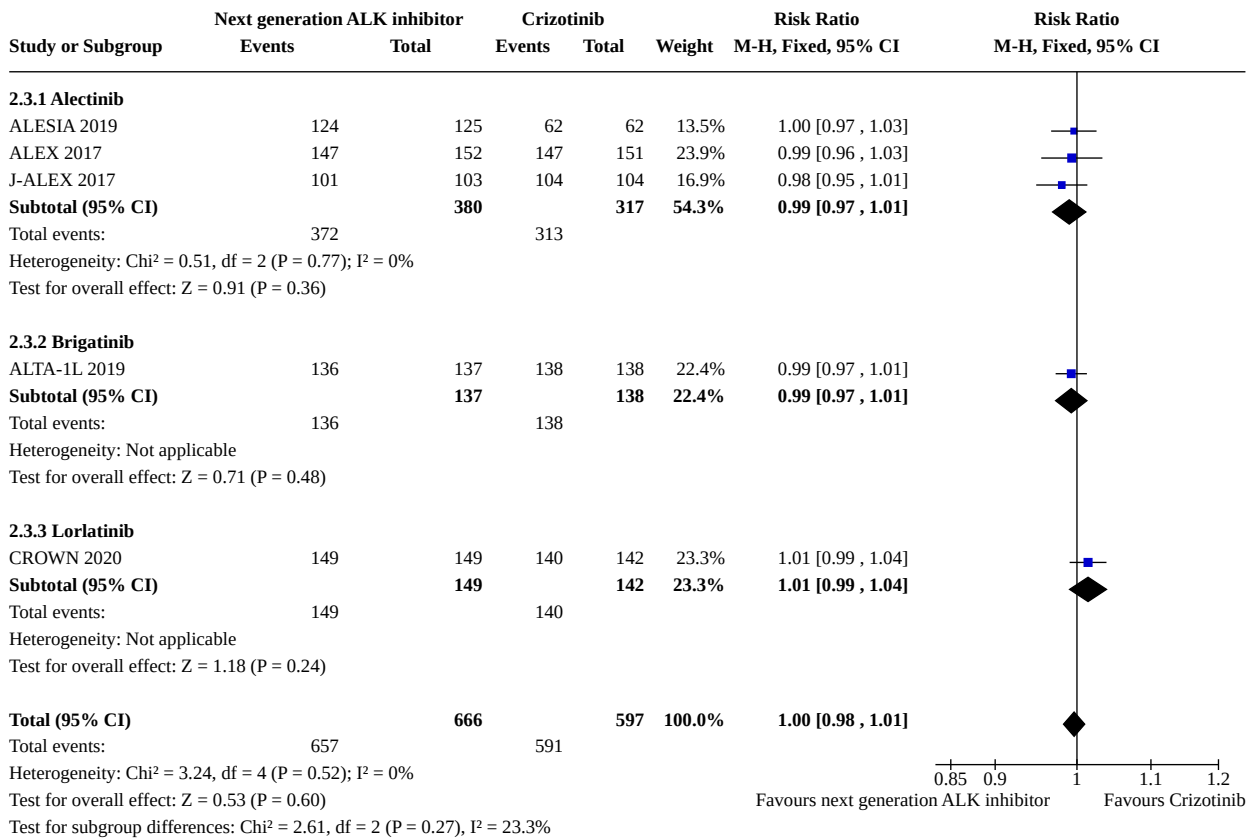 Next generation ALK inhibitor Crizotinib Risk Ratio Risk Ratio
Study or Subgroup Events Total Events Total Weight M-H, Fixed, 95% CI M-H, Fixed, 95% CI
2.3.1 Alectinib
ALESIA 2019 124 125 62 62 13.5% 1.00 [0.97 , 1.03]
ALEX 2017 147 152 147 151 23.9% 0.99 [0.96 , 1.03]
J-ALEX 2017 101 103 104 104 16.9% 0.98 [0.95 , 1.01]
Subtotal (95% CI) 380 317 54.3% 0.99 [0.97 , 1.01]
Total events: 372 313
Heterogeneity: Chi² = 0.51, df = 2 (P = 0.77); I² = 0%
Test for overall effect: Z = 0.91 (P = 0.36)
2.3.2 Brigatinib
ALTA-1L 2019 136 137 138 138 22.4% 0.99 [0.97 , 1.01]
Subtotal (95% CI) 137 138 22.4% 0.99 [0.97 , 1.01]
Total events: 136 138
Heterogeneity: Not applicable
Test for overall effect: Z = 0.71 (P = 0.48)
2.3.3 Lorlatinib
CROWN 2020 149 149 140 142 23.3% 1.01 [0.99 , 1.04]
Subtotal (95% CI) 149 142 23.3% 1.01 [0.99 , 1.04]
Total events: 149 140
Heterogeneity: Not applicable
Test for overall effect: Z = 1.18 (P = 0.24)
Total (95% CI) 666 597 100.0% 1.00 [0.98 , 1.01]
Total events: 657 591
Heterogeneity: Chi² = 3.24, df = 4 (P = 0.52); I² = 0% 0.85 0.9 1 1.1 1.2
Test for overall effect: Z = 0.53 (P = 0.60) Favours next generation ALK inhibitor Favours Crizotinib
Test for subgroup differences: Chi² = 2.61, df = 2 (P = 0.27), I² = 23.3%